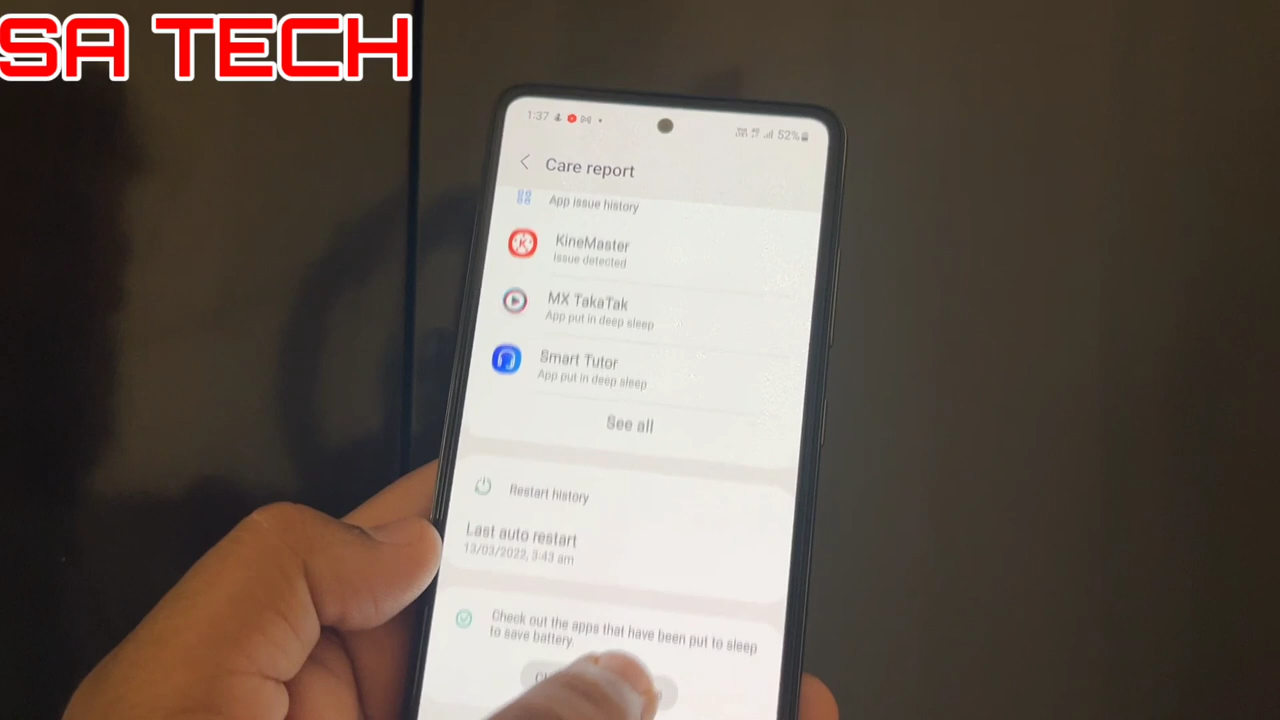 SA TECH
1:37
52%
Care report
App issue history
KineMaster
Issue detected
MX TakaTak
App put in deep sleep
Smart Tutor
App put in deep sleep
See all
Restart history
Last auto restart
13/03/2022, 3:43 am
Check out the apps that have been put to sleep
to save battery.